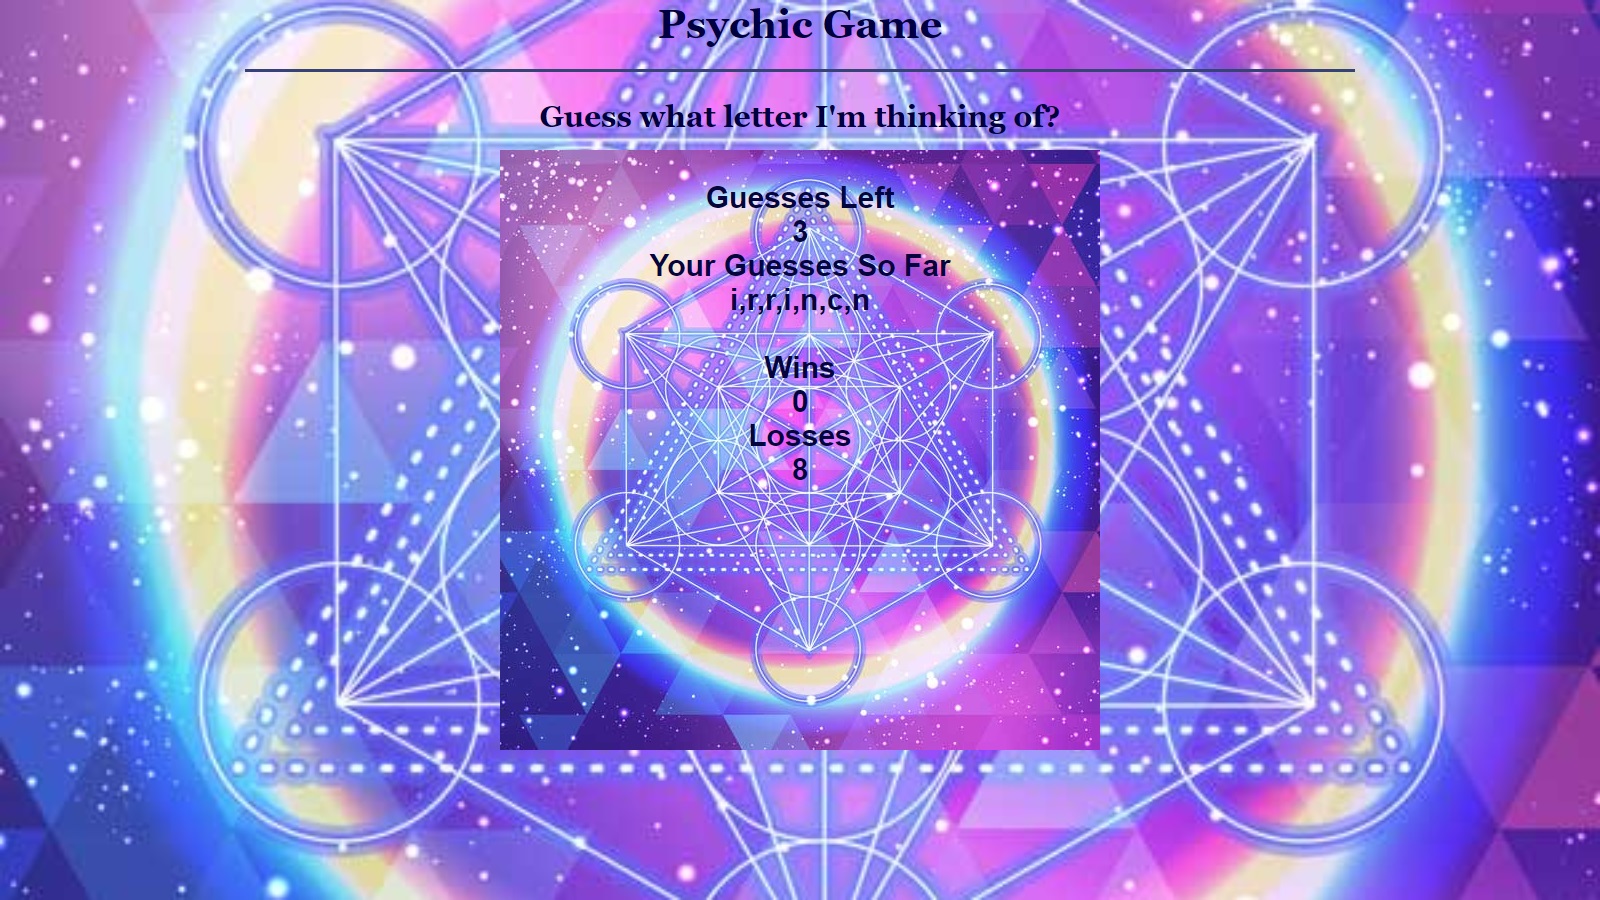 Psychic Game
Guess what letter I'm thinking of?
Guesses Left
3
Your Guesses So Far
i,r,r,i,n,c,n
Wins
0
Losses
8